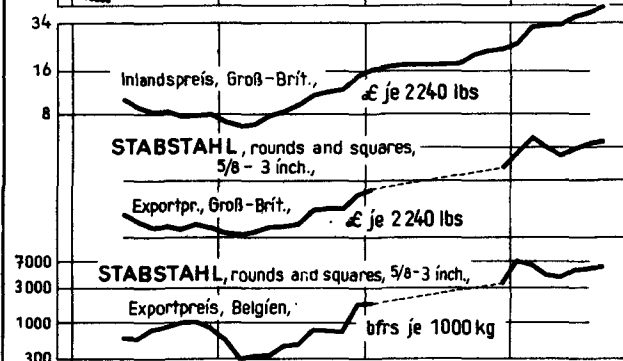 34
16
Inlandspreis, Groß-Brit.,
£ je 2240 lbs
8
STABSTAHL, rounds and squares,
5/8 - 3 inch.,
Exportpr., Groß-Brit.,
£ je 2240 lbs
7000
STABSTAHL, rounds and squares, 5/8-3 inch.,
3000
Exportpreis, Belgien,
1000
bfrs je 1000 kg
300